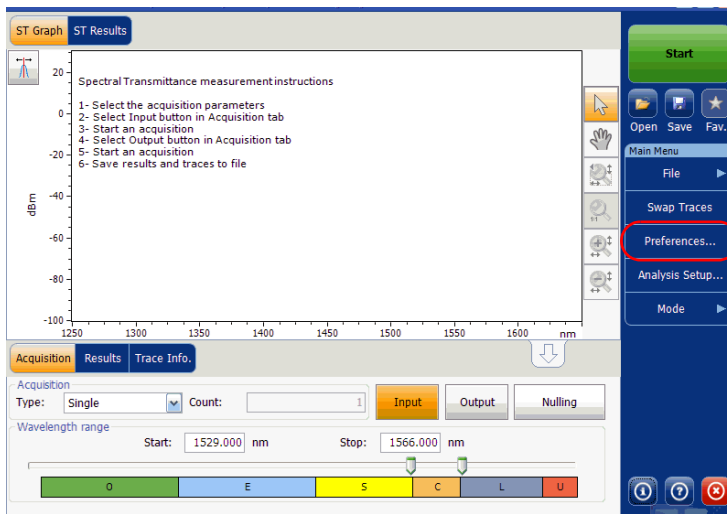 ST Graph ST Results
Start
20
0
-20
-40
-60
-80
-100
dBm
Spectral Transmittance measurement instructions
1- Select the acquisition parameters
2- Select Input button in Acquisition tab
3- Start an acquisition
4- Select Output button in Acquisition tab
5- Start an acquisition
6- Save results and traces to file
1250 1300 1350 1400 1450 1500 1550 1600 nm
1:1
Open Save Fav.
Main Menu
File
Swap Traces
Preferences...
Analysis Setup...
Mode
Acquisition Results Trace Info.
Acquisition
Type: Single Count: 1 Input Output Nulling
Wavelength range
Start: 1529.000 nm Stop: 1566.000 nm
O E S C L U